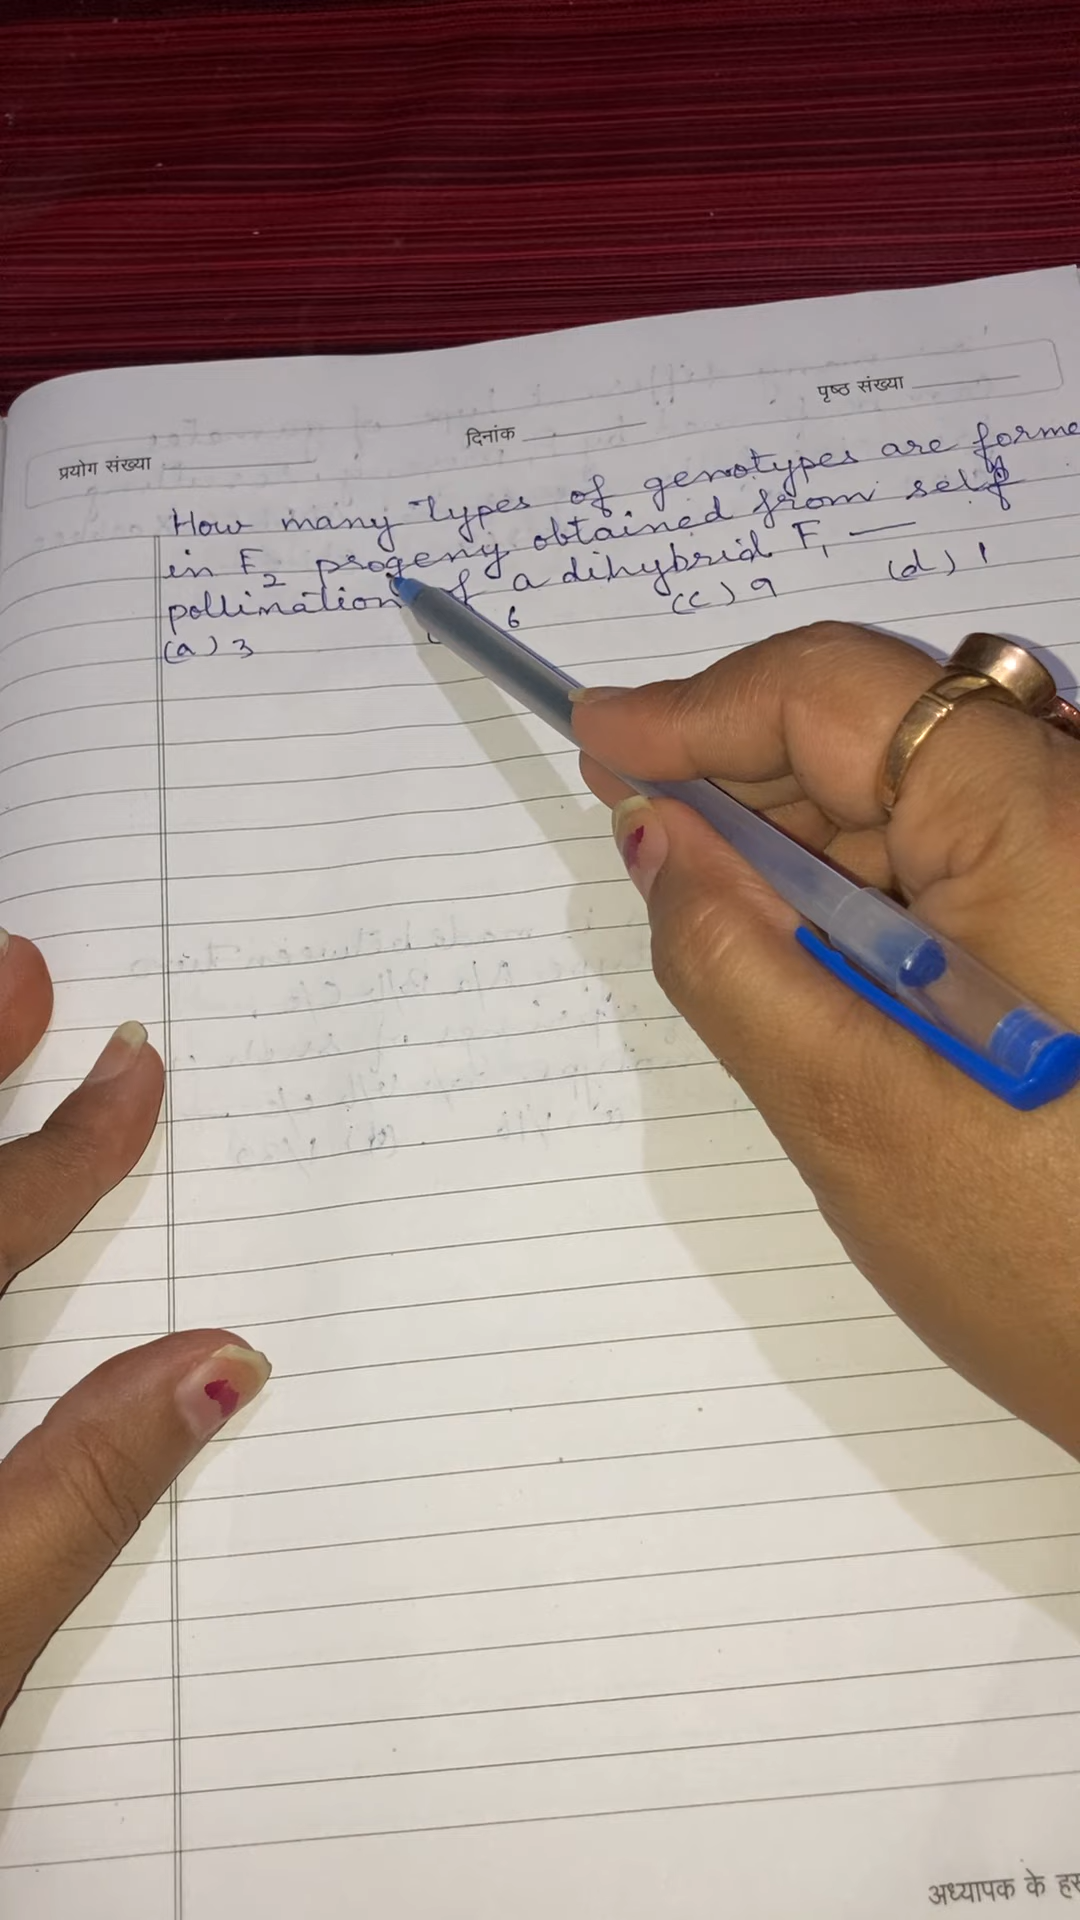 पृष्ठ संख्या
दिनांक
प्रयोग संख्या
How many types of genotypes are forme
in F2 progeny obtained from self
pollination f a dihybrid F1 —
(a) 3 ( 6 (c) 9 (d) 1
अध्यापक के हस